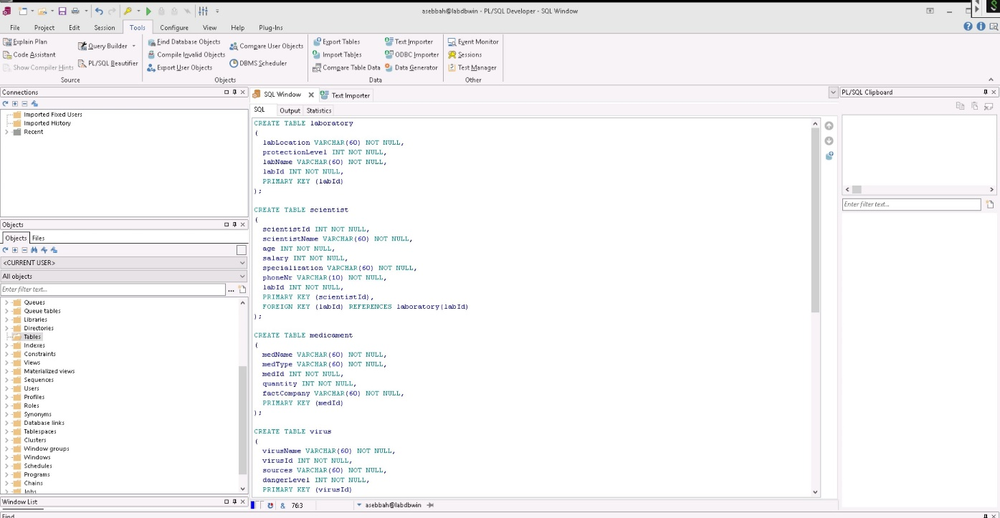 asebbah@labdbwin - PL/SQL Developer - SQL Window
File Project Edit Session Tools Configure View Help Plug-Ins
Explain Plan
Code Assistant
Show Compiler Hints
Query Builder
PL/SQL Beautifier
Source
Find Database Objects
Compile Invalid Objects
Export User Objects
Compare User Objects
DBMS Scheduler
Objects
Export Tables
Import Tables
Compare Table Data
Text Importer
ODBC Importer
Data Generator
Data
Event Monitor
Sessions
Test Manager
Other
Connections
Imported Fixed Users
Imported History
Recent
Objects
Objects Files
<CURRENT USER>
All objects
Enter filter text...
Queues
Queue tables
Libraries
Directories
Tables
Indexes
Constraints
Views
Materialized views
Sequences
Users
Profiles
Roles
Synonyms
Database links
Tablespaces
Clusters
Window groups
Windows
Schedules
Programs
Chains
Jobs
Window List
Find
SQL Window Text Importer
SQL Output Statistics
CREATE TABLE laboratory
(
labLocation VARCHAR(60) NOT NULL,
protectionLevel INT NOT NULL,
labName VARCHAR(60) NOT NULL,
labId INT NOT NULL,
PRIMARY KEY (labId)
);
CREATE TABLE scientist
(
scientistId INT NOT NULL,
scientistName VARCHAR(60) NOT NULL,
age INT NOT NULL,
salary INT NOT NULL,
specialization VARCHAR(60) NOT NULL,
phoneNr VARCHAR(10) NOT NULL,
labId INT NOT NULL,
PRIMARY KEY (scientistId),
FOREIGN KEY (labId) REFERENCES laboratory(labId)
);
CREATE TABLE medicament
(
medName VARCHAR(60) NOT NULL,
medType VARCHAR(60) NOT NULL,
medId INT NOT NULL,
quantity INT NOT NULL,
factCompany VARCHAR(60) NOT NULL,
PRIMARY KEY (medId)
);
CREATE TABLE virus
(
virusName VARCHAR(60) NOT NULL,
virusId INT NOT NULL,
sources VARCHAR(60) NOT NULL,
dangerLevel INT NOT NULL,
PRIMARY KEY (virusId)
& 76:3 asebbah@labdbwin
PL/SQL Clipboard
Enter filter text...